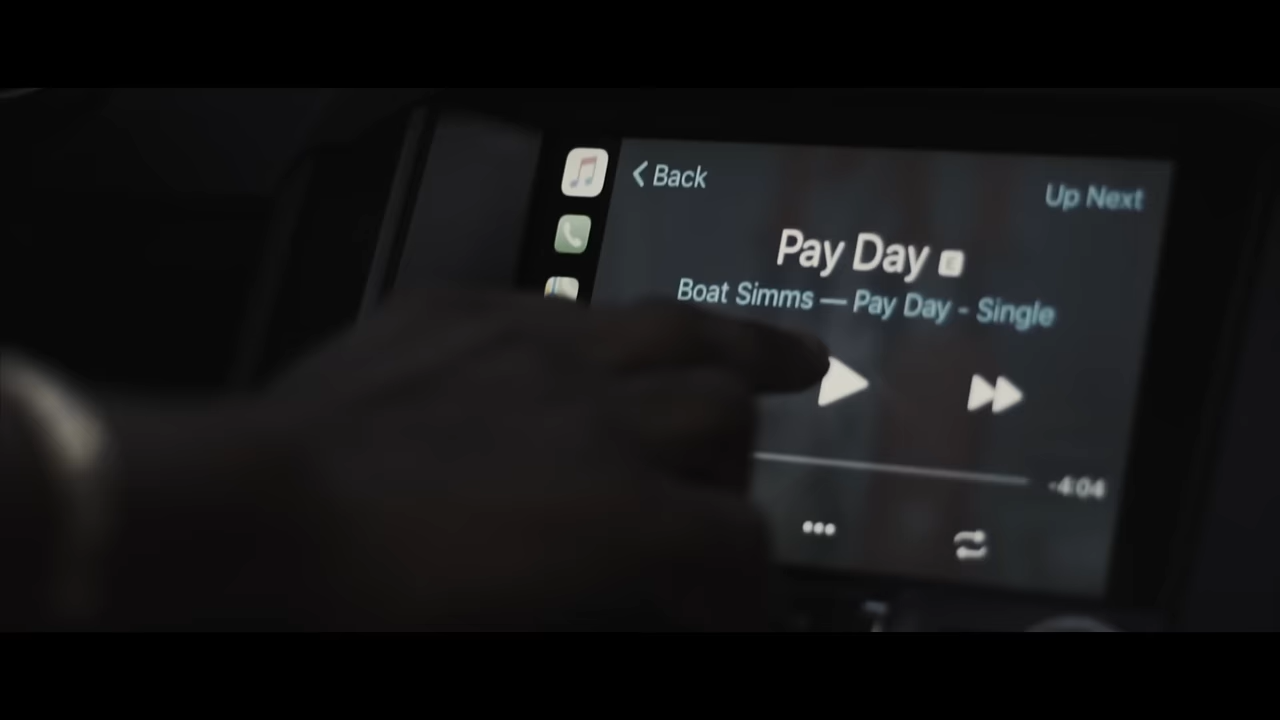 Back
Up Next
Pay Day E
Boat Simms — Pay Day - Single
-4:04